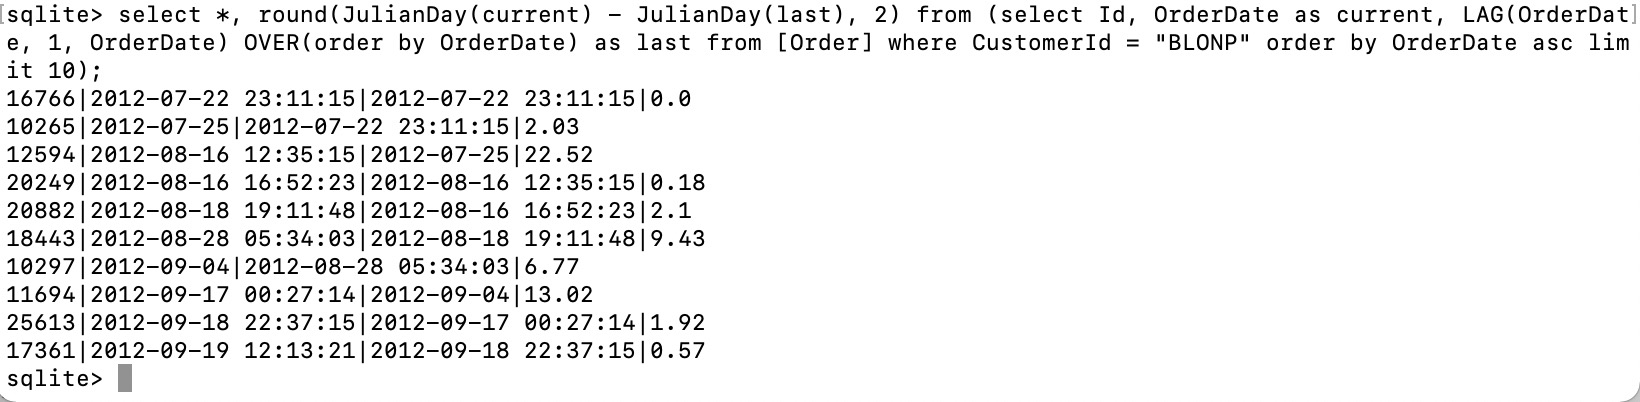 [sqlite> select *, round(JulianDay(current) - JulianDay(last), 2) from (select Id, OrderDate as current, LAG(OrderDat]
e, 1, OrderDate) OVER(order by OrderDate) as last from [Order] where CustomerId = "BLONP" order by OrderDate asc lim
it 10);
16766|2012-07-22 23:11:15|2012-07-22 23:11:15|0.0
10265|2012-07-25|2012-07-22 23:11:15|2.03
12594|2012-08-16 12:35:15|2012-07-25|22.52
20249|2012-08-16 16:52:23|2012-08-16 12:35:15|0.18
20882|2012-08-18 19:11:48|2012-08-16 16:52:23|2.1
18443|2012-08-28 05:34:03|2012-08-18 19:11:48|9.43
10297|2012-09-04|2012-08-28 05:34:03|6.77
11694|2012-09-17 00:27:14|2012-09-04|13.02
25613|2012-09-18 22:37:15|2012-09-17 00:27:14|1.92
17361|2012-09-19 12:13:21|2012-09-18 22:37:15|0.57
sqlite>